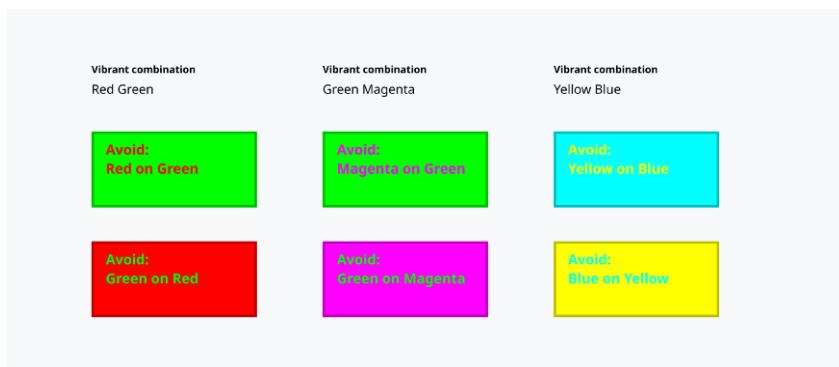 Vibrant combination
Red Green
Avoid:
Red on Green
Avoid:
Green on Red
Vibrant combination
Green Magenta
Avoid:
Magenta on Green
Avoid:
Green on Magenta
Vibrant combination
Yellow Blue
Avoid:
Yellow on Blue
Avoid:
Blue on Yellow